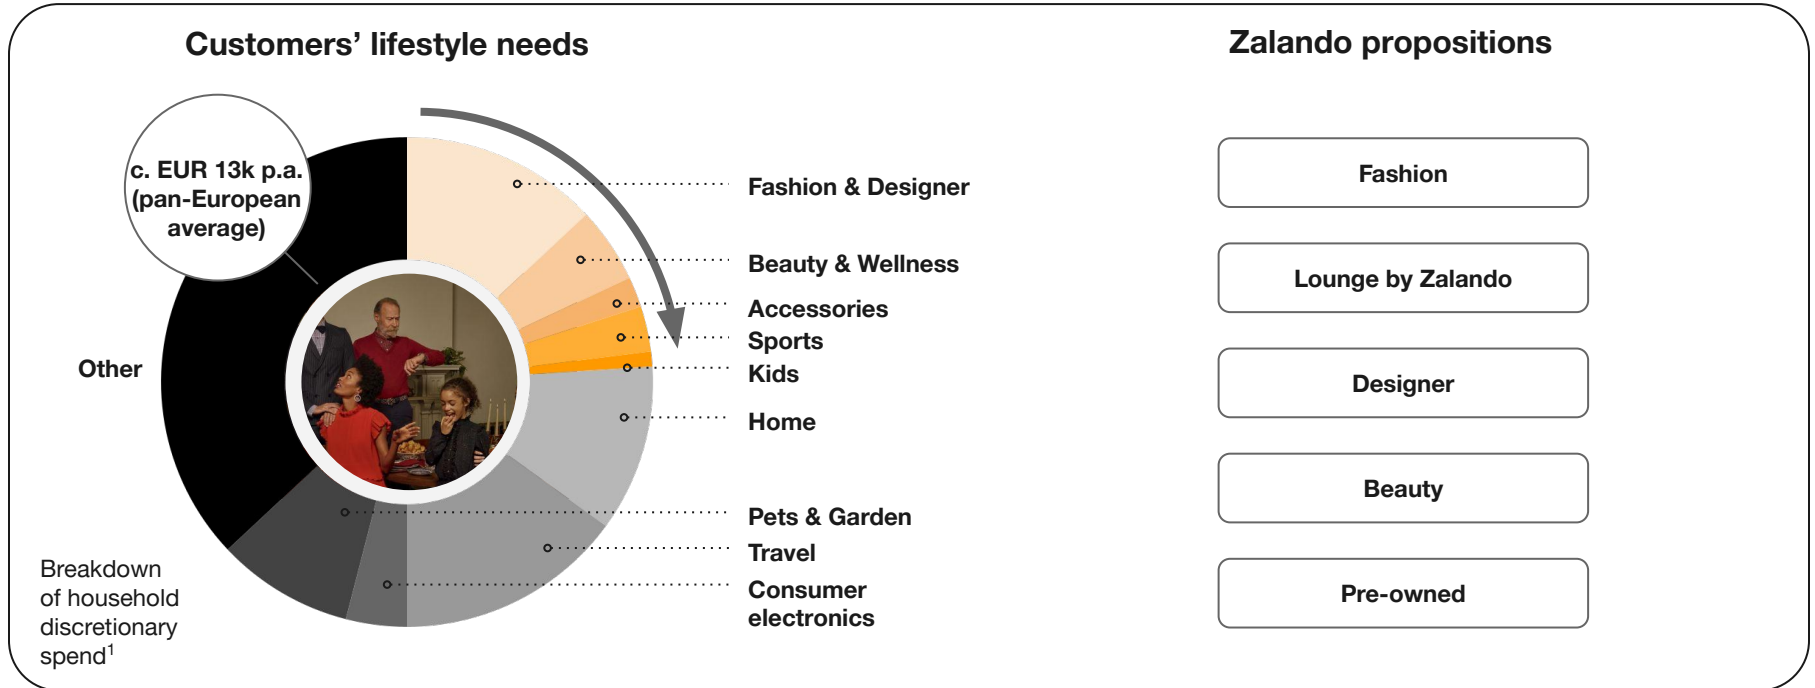 Customers’ lifestyle needs
Zalando propositions
c. EUR 13k p.a.
(pan-European
average)
Fashion & Designer
Beauty & Wellness
Accessories
Sports
Kids
Home
Pets & Garden
Travel
Consumer
electronics
Other
Breakdown
of household
discretionary
spend¹
Fashion
Lounge by Zalando
Designer
Beauty
Pre-owned